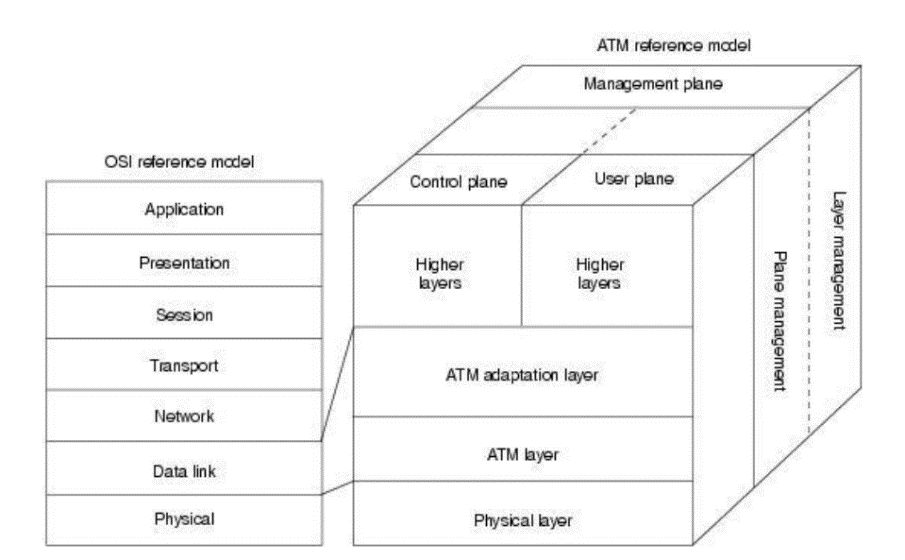 ATM reference model
Management plane
OSI reference model
Control plane
User plane
Application
Presentation
Session
Transport
Network
Data link
Physical
Higher
layers
Higher
layers
ATM adaptation layer
ATM layer
Physical layer
Plane management
Layer management